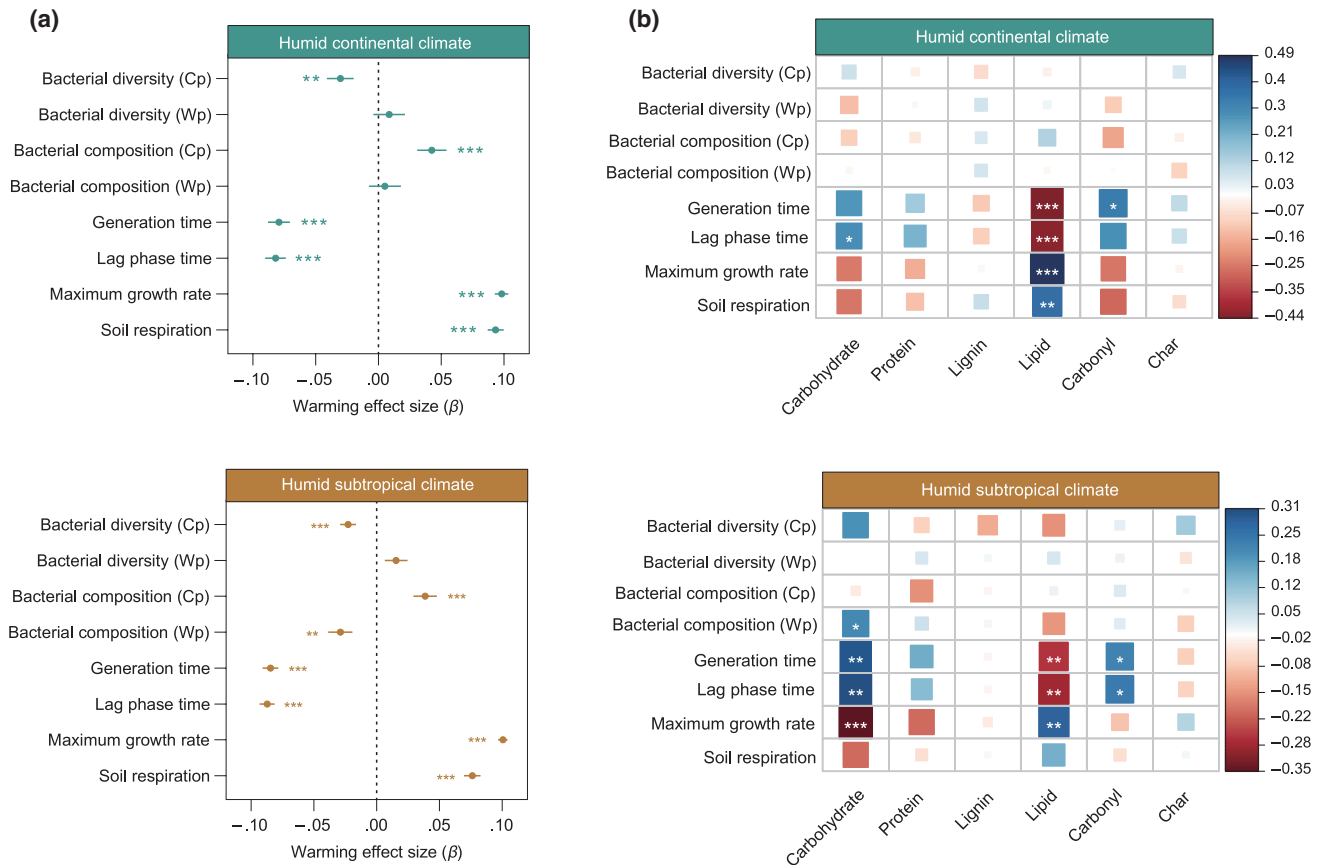 (a)
Humid continental climate
Bacterial diversity (Cp)
**
Bacterial diversity (Wp)
Bacterial composition (Cp)
***
Bacterial composition (Wp)
Generation time
***
Lag phase time
***
Maximum growth rate
***
Soil respiration
***
−.10 −.05 .00 .05 .10
Warming effect size (β)
(b)
Humid continental climate
Bacterial diversity (Cp)
Bacterial diversity (Wp)
Bacterial composition (Cp)
Bacterial composition (Wp)
Generation time
*** *
Lag phase time
* ***
Maximum growth rate
***
Soil respiration
**
Carbohydrate Protein Lignin Lipid Carbonyl Char
0.49
0.4
0.3
0.21
0.12
0.03
−0.07
−0.16
−0.25
−0.35
−0.44
Humid subtropical climate
Bacterial diversity (Cp)
***
Bacterial diversity (Wp)
Bacterial composition (Cp)
***
Bacterial composition (Wp)
**
Generation time
***
Lag phase time
***
Maximum growth rate
***
Soil respiration
***
−.10 −.05 .00 .05 .10
Warming effect size (β)
Humid subtropical climate
Bacterial diversity (Cp)
Bacterial diversity (Wp)
Bacterial composition (Cp)
Bacterial composition (Wp)
*
Generation time
** ** *
Lag phase time
** ** *
Maximum growth rate
*** **
Soil respiration
Carbohydrate Protein Lignin Lipid Carbonyl Char
0.31
0.25
0.18
0.12
0.05
−0.02
−0.08
−0.15
−0.22
−0.28
−0.35